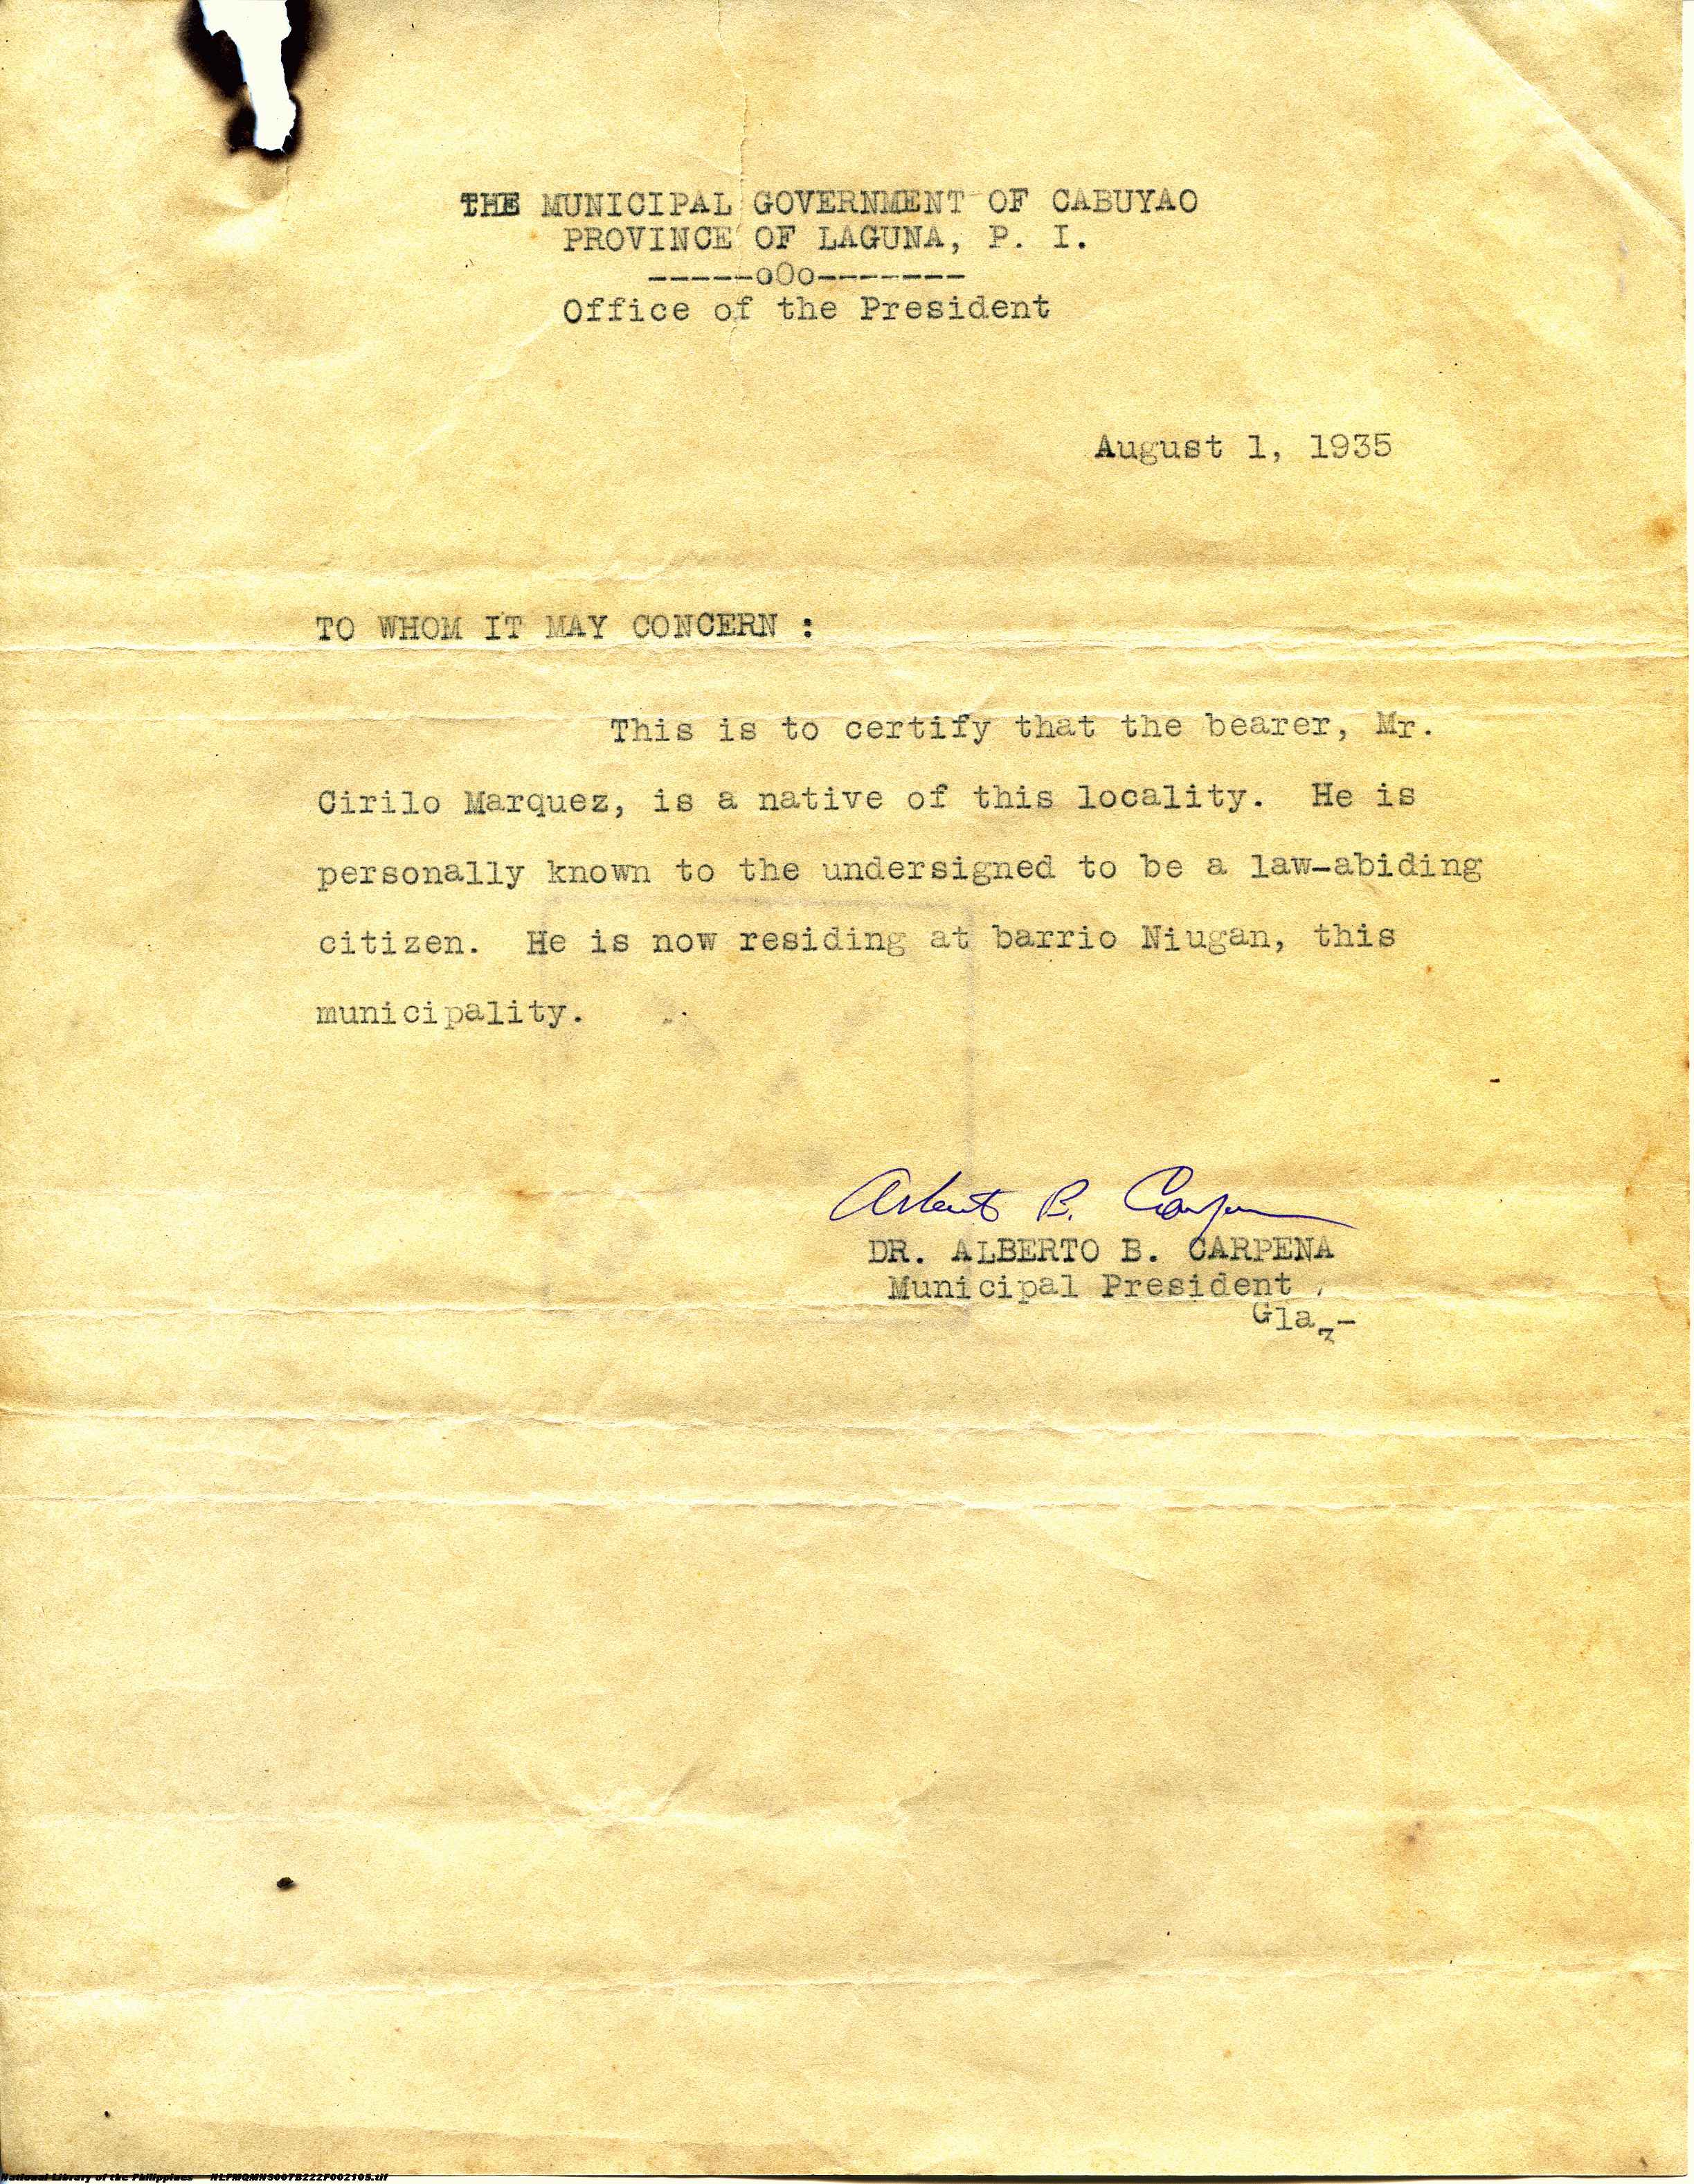 THE MUNICIPAL GOVERNMENT OF CABUYAO
PROVINCE OF LAGUNA, P. I.
-----oOo-------
Office of the President
August 1, 1935
TO WHOM IT MAY CONCERN :
This is to certify that the bearer, Mr.
Cirilo Marquez, is a native of this locality. He is
personally known to the undersigned to be a law-abiding
citizen. He is now residing at barrio Niugan, this
municipality.
Alberto B. Carpena
DR. ALBERTO B. CARPENA
Municipal President,
Glaz-
National Library of the Philippines NLPMQMN300TB222F002105.tif